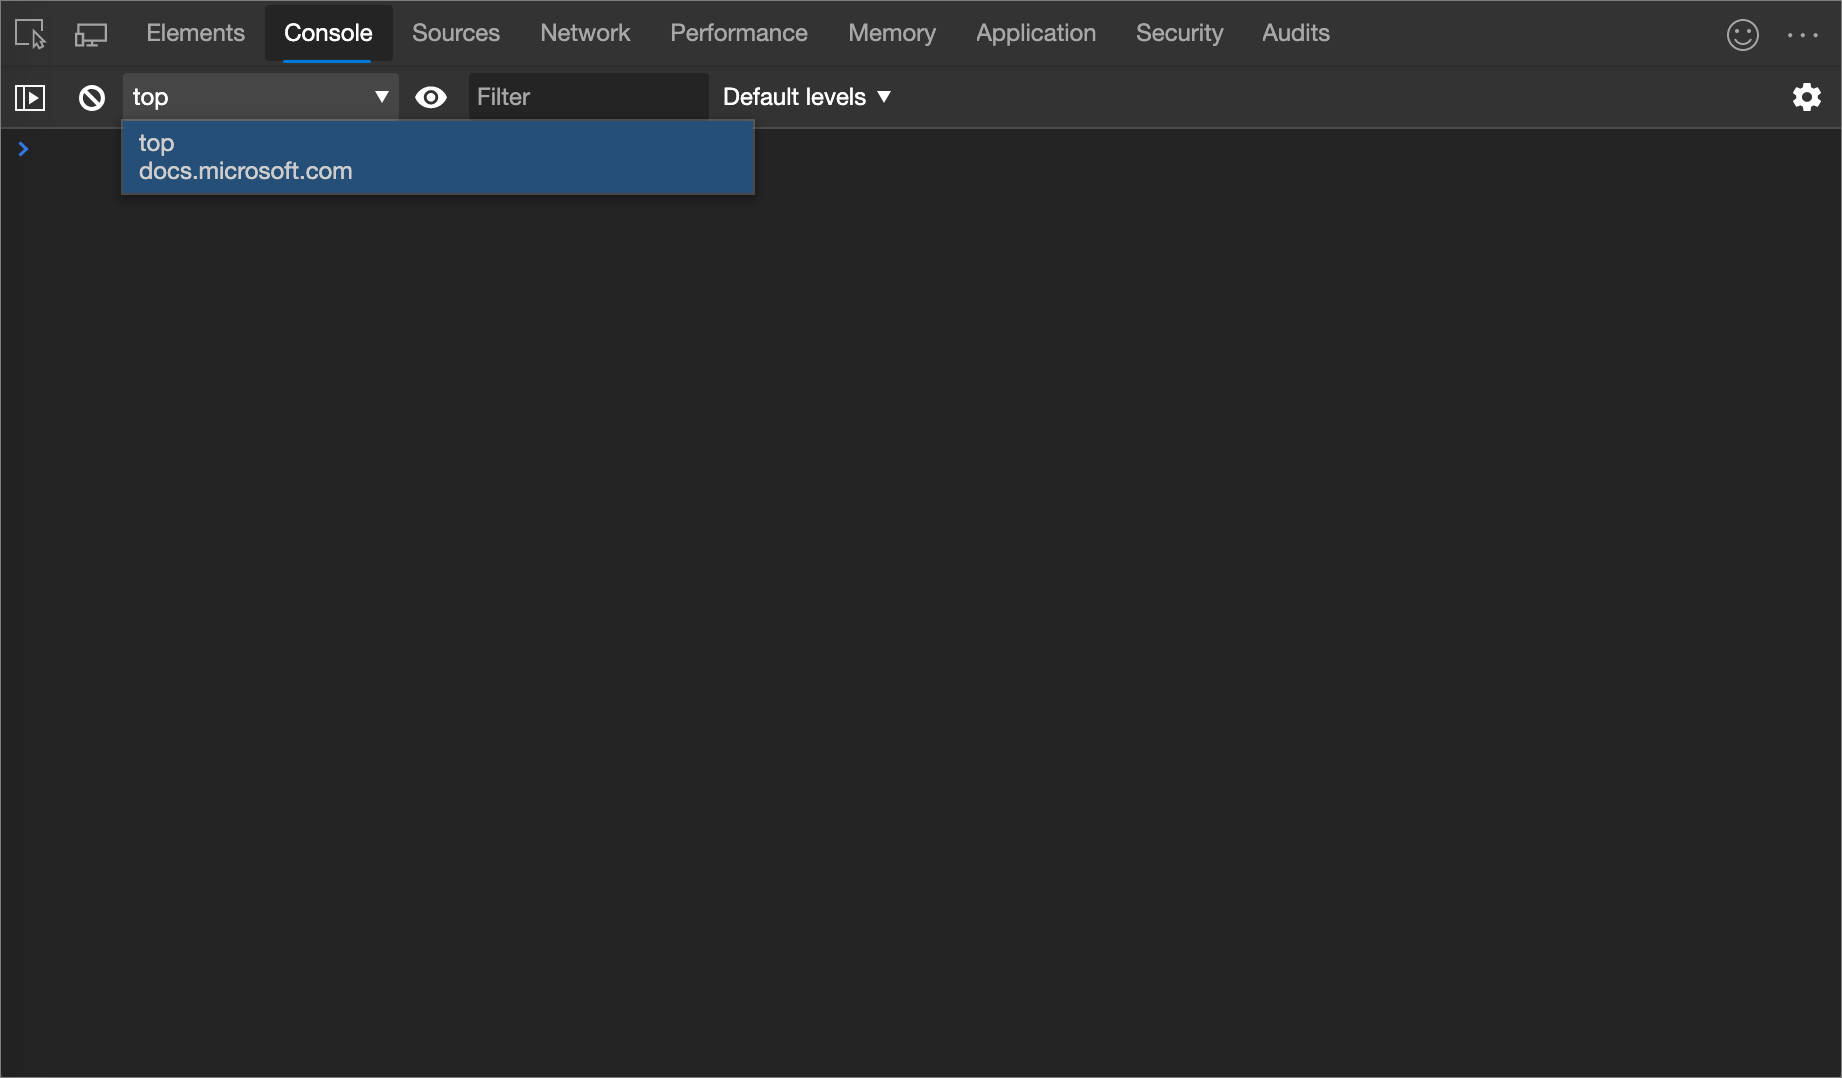 Elements Console Sources Network Performance Memory Application Security Audits
top Filter Default levels
top
docs.microsoft.com